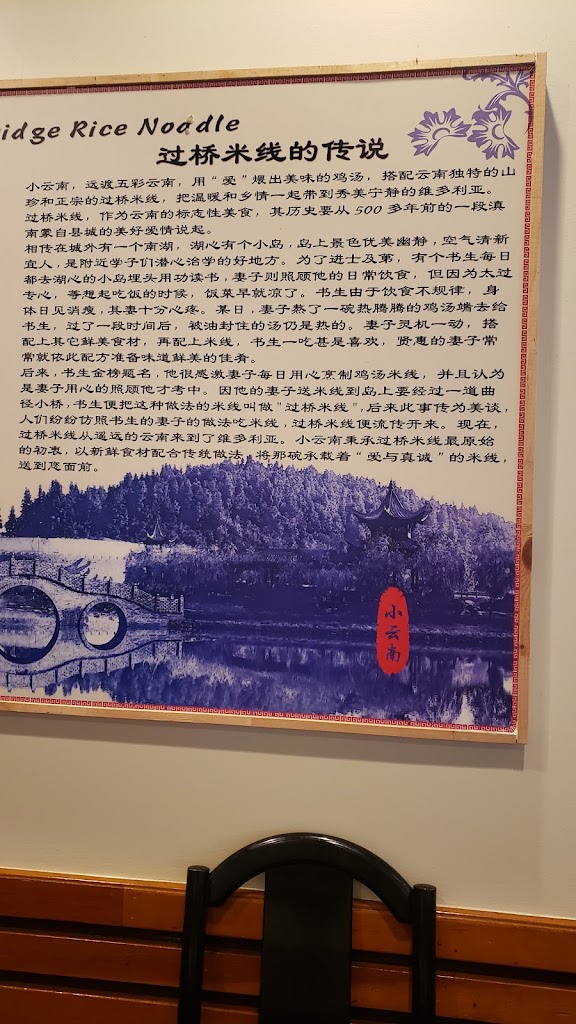 idge Rice Noodle
过桥米线的传说
小云南，远渡五彩云南，用“爱”煨出美味的鸡汤，搭配云南独特的山
珍和正宗的过桥米线，把温暖和乡情一起带到秀美宁静的维多利亚。
过桥米线，作为云南的标志性美食，其历史要从500多年前的一段滇
南蒙自县城的美好爱情说起。
相传在城外有一个南湖，湖心有个小岛，岛上景色优美幽静，空气清新
宜人，是附近学子们潜心治学的好地方。为了进士及第，有个书生每日
都去湖心的小岛埋头用功读书，妻子则照顾他的日常饮食，但因为太过
专心，等想起吃饭的时候，饭菜早就凉了。书生由于饮食不规律，身
体日见消瘦，其妻十分心疼。某日，妻子熬了一碗热腾腾的鸡汤端去给
书生，过了一段时间后，被油封住的汤仍是热的。妻子灵机一动，搭
配上其它鲜美食材，再配上米线，书生一吃甚是喜欢，贤惠的妻子常
常就依此配方准备味道鲜美的佳肴。
后来，书生金榜题名，他很感激妻子每日用心烹制鸡汤米线，并且认为
是妻子用心的照顾他才考中。因他的妻子送米线到岛上要经过一道曲
径小桥，书生便把这种做法的米线叫做"过桥米线"，后来此事传为美谈，
人们纷纷仿照书生的妻子的做法吃米线，过桥米线便流传开来。现在，
过桥米线从遥远的云南来到了维多利亚。小云南秉承过桥米线最原始
的初衷，以新鲜食材配合传统做法，将那碗承载着“爱与真诚”的米线，
送到您面前。
小云南